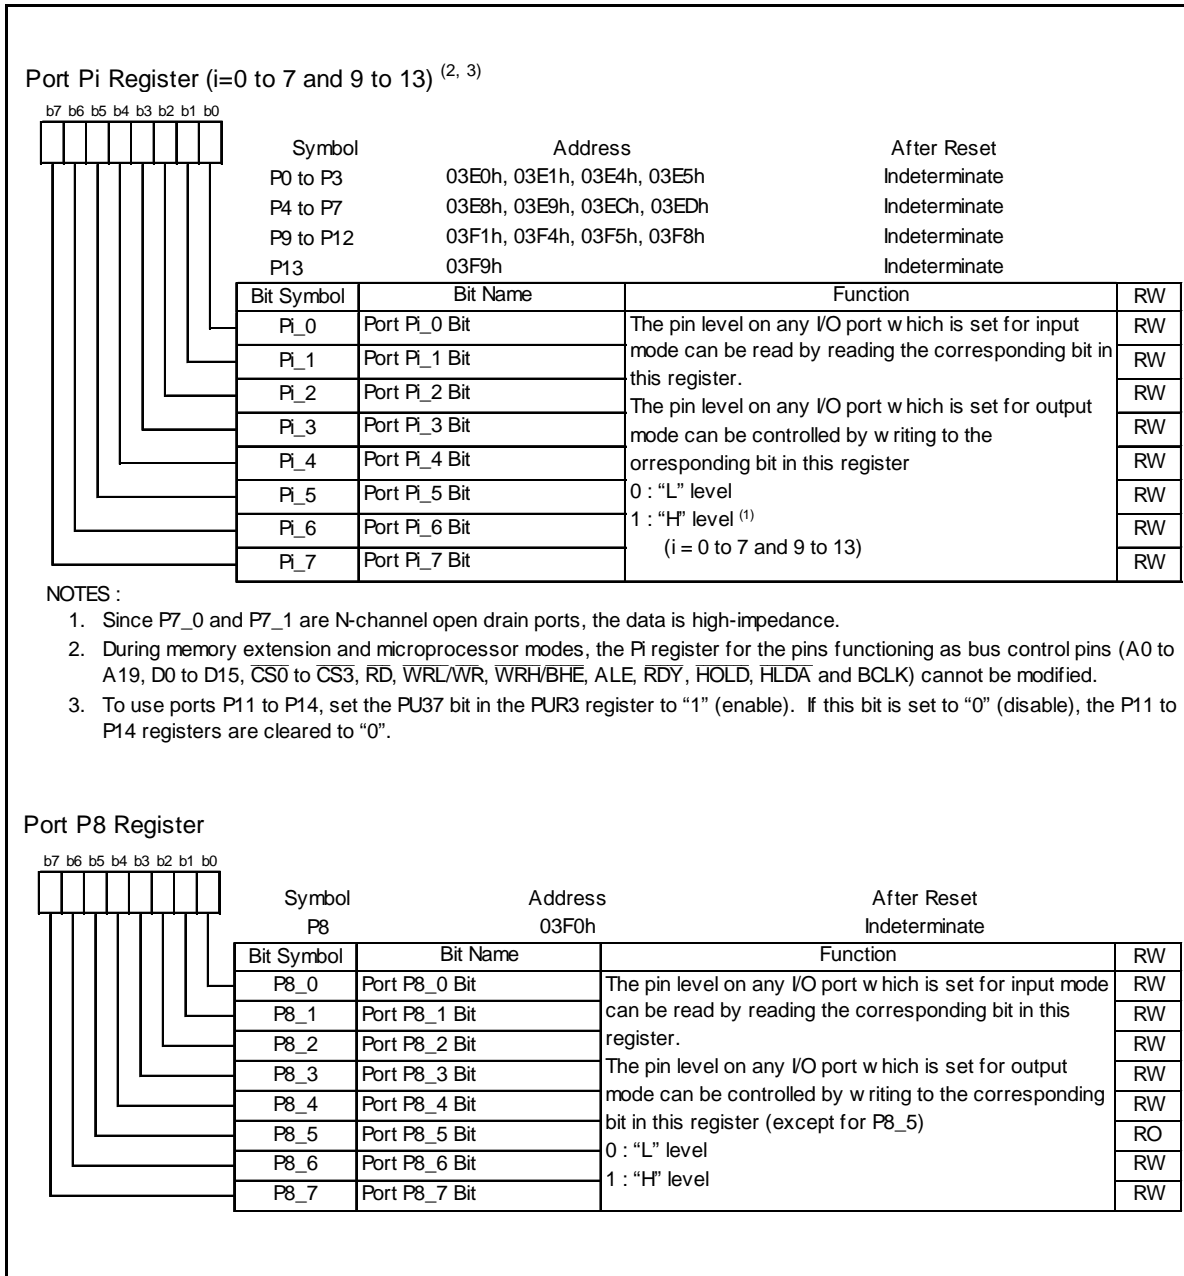 Port Pi Register (i=0 to 7 and 9 to 13) (2, 3)
b7 b6 b5 b4 b3 b2 b1 b0
Symbol Address After Reset
P0 to P3 03E0h, 03E1h, 03E4h, 03E5h Indeterminate
P4 to P7 03E8h, 03E9h, 03ECh, 03EDh Indeterminate
P9 to P12 03F1h, 03F4h, 03F5h, 03F8h Indeterminate
P13 03F9h Indeterminate
Bit Symbol Bit Name Function RW
Pi_0 Port Pi_0 Bit The pin level on any I/O port which is set for input RW
Pi_1 Port Pi_1 Bit mode can be read by reading the corresponding bit in RW
this register.
Pi_2 Port Pi_2 Bit The pin level on any I/O port which is set for output RW
Pi_3 Port Pi_3 Bit mode can be controlled by writing to the RW
Pi_4 Port Pi_4 Bit orresponding bit in this register RW
Pi_5 Port Pi_5 Bit 0 : “L” level RW
Pi_6 Port Pi_6 Bit 1 : “H” level (1) RW
(i = 0 to 7 and 9 to 13)
Pi_7 Port Pi_7 Bit RW
NOTES :
1. Since P7_0 and P7_1 are N-channel open drain ports, the data is high-impedance.
2. During memory extension and microprocessor modes, the Pi register for the pins functioning as bus control pins (A0 to
A19, D0 to D15, CS0 to CS3, RD, WRL/WR, WRH/BHE, ALE, RDY, HOLD, HLDA and BCLK) cannot be modified.
3. To use ports P11 to P14, set the PU37 bit in the PUR3 register to “1” (enable). If this bit is set to “0” (disable), the P11 to
P14 registers are cleared to “0”.
Port P8 Register
b7 b6 b5 b4 b3 b2 b1 b0
Symbol Address After Reset
P8 03F0h Indeterminate
Bit Symbol Bit Name Function RW
P8_0 Port P8_0 Bit The pin level on any I/O port which is set for input mode RW
P8_1 Port P8_1 Bit can be read by reading the corresponding bit in this RW
P8_2 Port P8_2 Bit register. RW
P8_3 Port P8_3 Bit The pin level on any I/O port which is set for output RW
P8_4 Port P8_4 Bit mode can be controlled by writing to the corresponding RW
P8_5 Port P8_5 Bit bit in this register (except for P8_5) RO
P8_6 Port P8_6 Bit 0 : “L” level RW
P8_7 Port P8_7 Bit 1 : “H” level RW